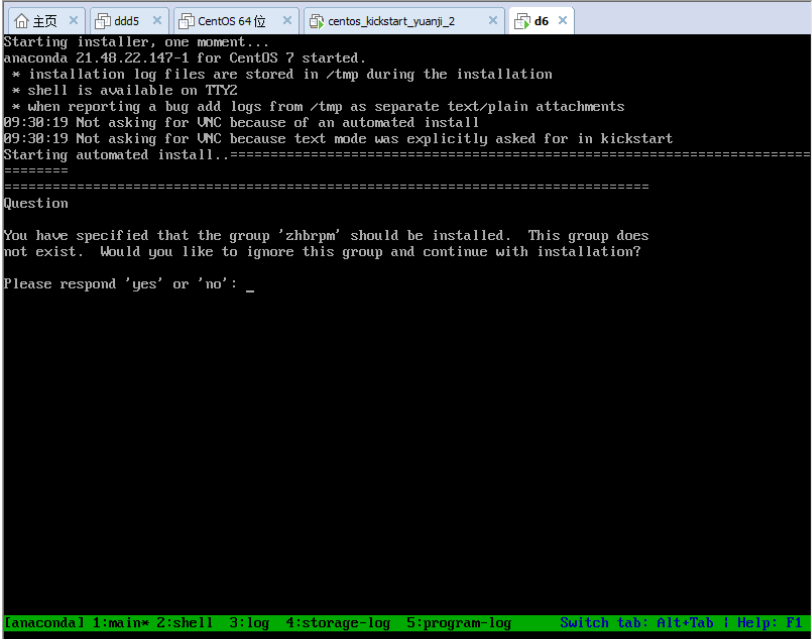 主页 × ddd5 × CentOS 64 位 × centos_kickstart_yuanji_2 × d6 ×
Starting installer, one moment...
anaconda 21.48.22.147-1 for CentOS 7 started.
* installation log files are stored in /tmp during the installation
* shell is available on TTY2
* when reporting a bug add logs from /tmp as separate text/plain attachments
09:30:19 Not asking for VNC because of an automated install
09:30:19 Not asking for VNC because text mode was explicitly asked for in kickstart
Starting automated install..========================================================================
========
================================================================================
Question
You have specified that the group 'zhbrpm' should be installed.  This group does
not exist.  Would you like to ignore this group and continue with installation?
Please respond 'yes' or 'no': _
[anaconda] 1:main* 2:shell  3:log  4:storage-log  5:program-log      Switch tab: Alt+Tab | Help: F1